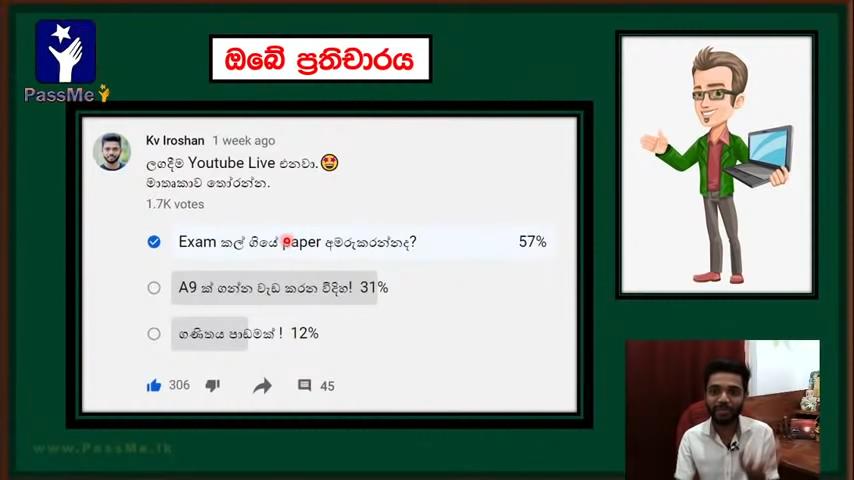 ඔබේ ප්‍රතිචාරය
PassMe
Kv Iroshan 1 week ago
ලගදීම Youtube Live එනවා.🤩
මාතෘකාව තෝරන්න.
1.7K votes
Exam කල් ගියේ paper අමරුකරන්නද? 57%
A9 ක් ගන්න වැඩ කරන විදිහ! 31%
ගණිතය පාඩමක් ! 12%
306 45
www.PassMe.lk